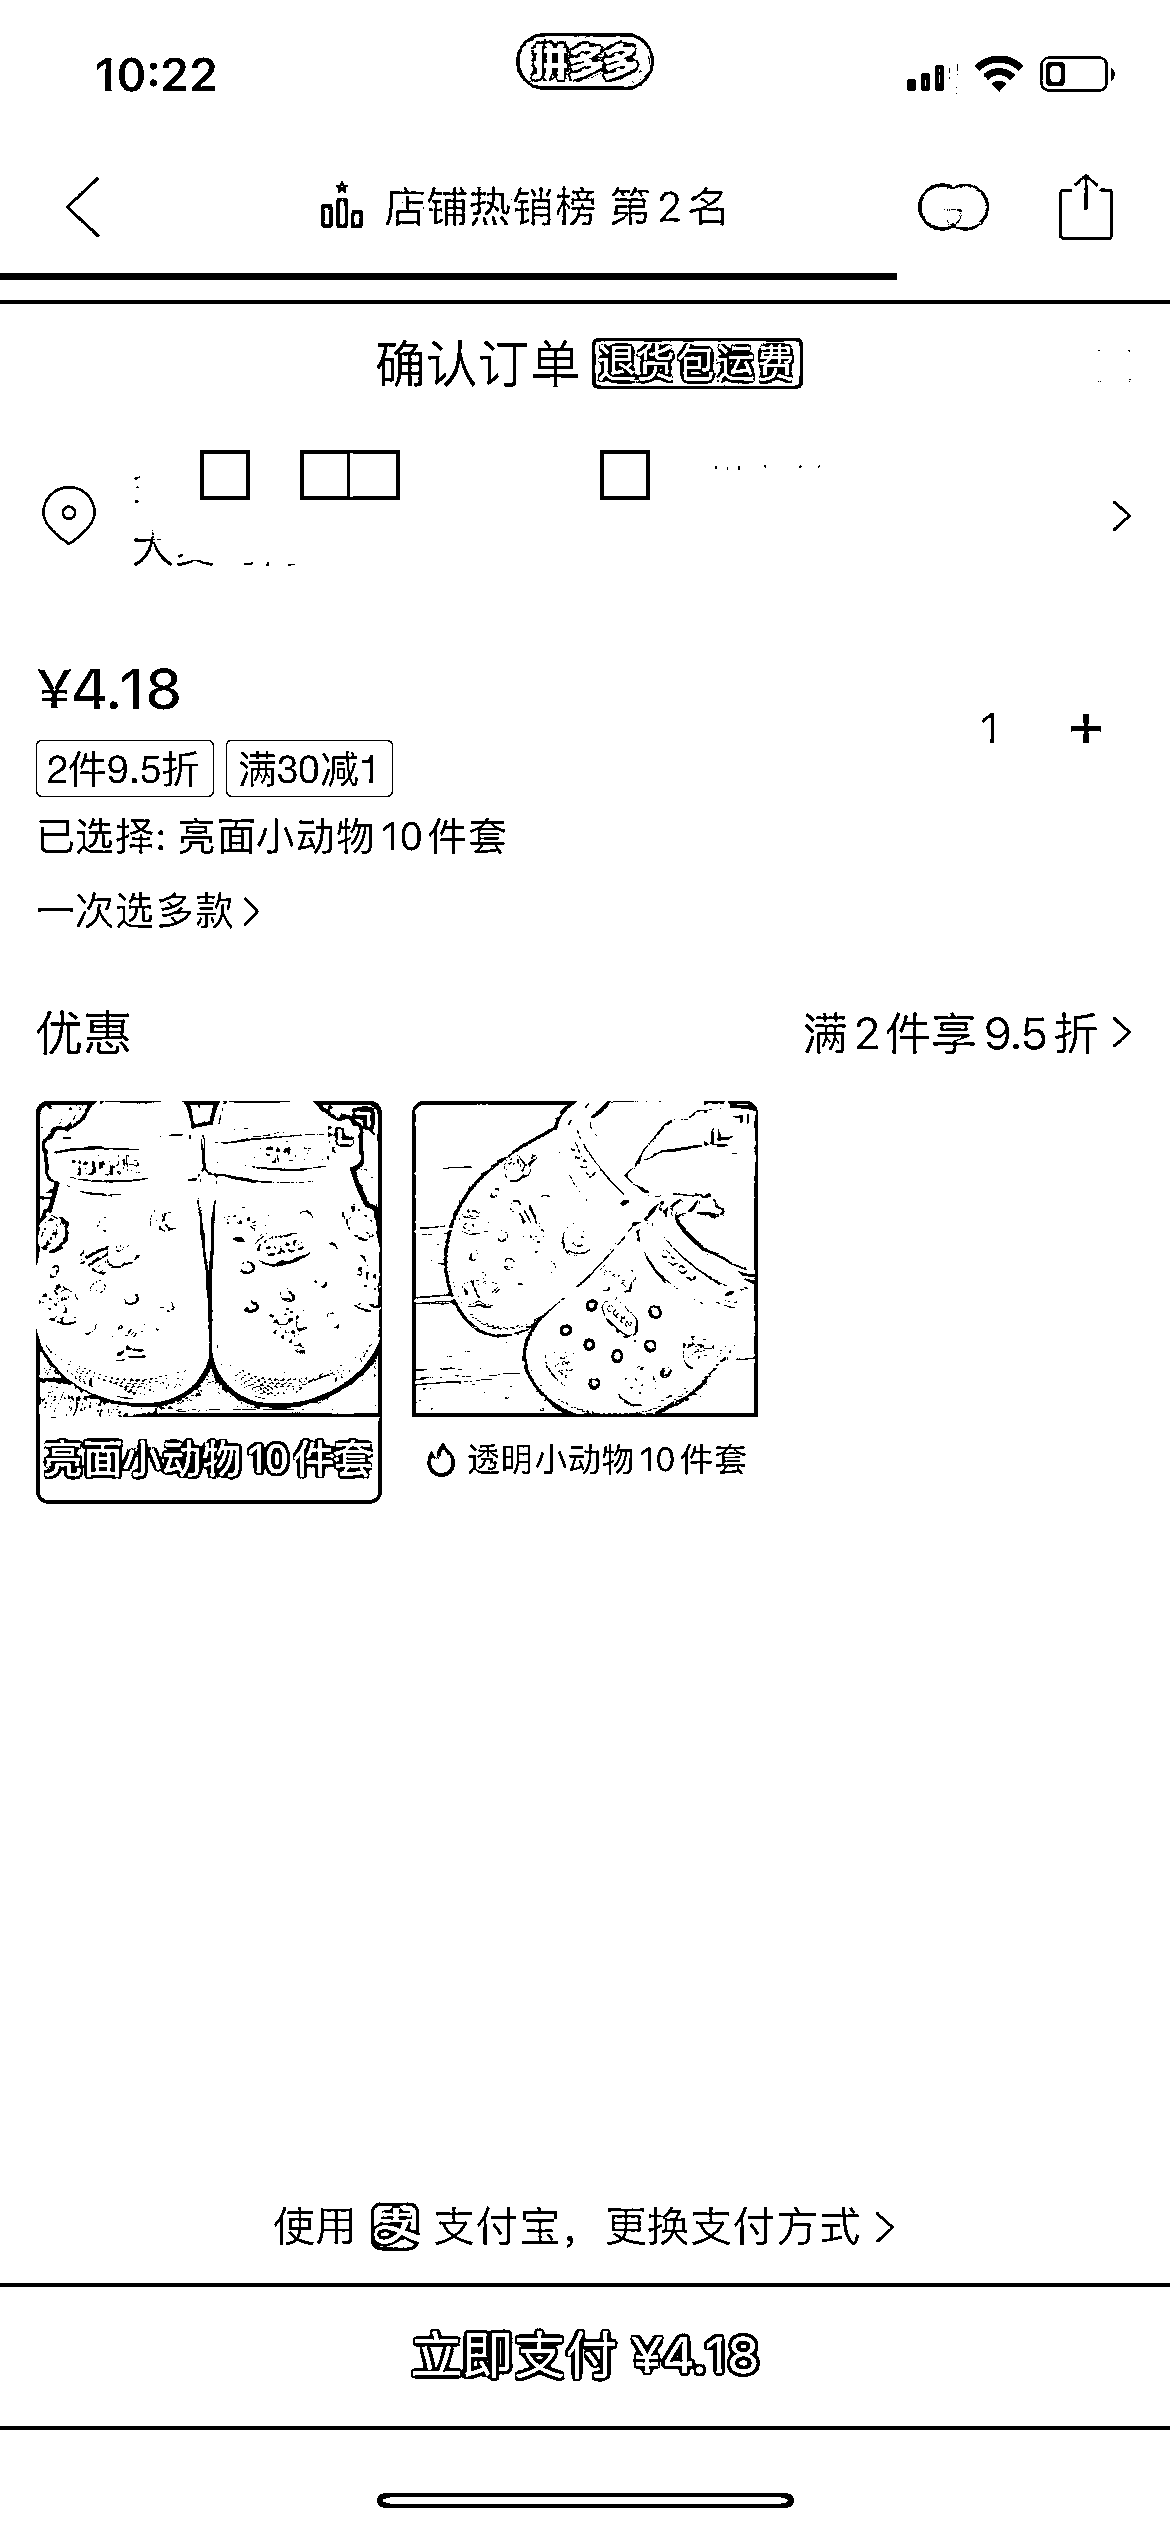 10:22
拼多多
店铺热销榜 第2名
确认订单 退货包运费
大
¥4.18
1
2件9.5折 满30减1
已选择: 亮面小动物10件套
一次选多款
优惠 满2件享9.5折
亮面小动物10件套 透明小动物10件套
使用 支付宝，更换支付方式
立即支付 ¥4.18